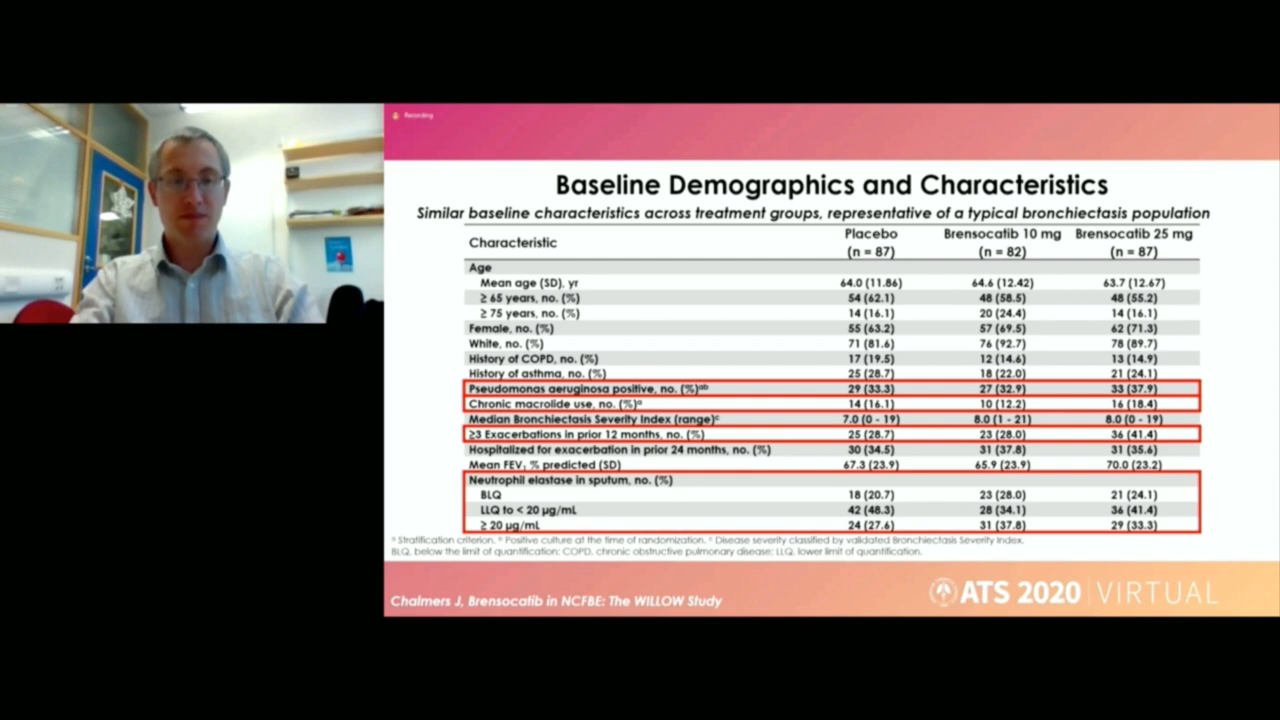 Recording
Baseline Demographics and Characteristics
Similar baseline characteristics across treatment groups, representative of a typical bronchiectasis population
Characteristic Placebo (n = 87) Brensocatib 10 mg (n = 82) Brensocatib 25 mg (n = 87)
Age
Mean age (SD), yr 64.0 (11.86) 64.6 (12.42) 63.7 (12.67)
≥ 65 years, no. (%) 54 (62.1) 48 (58.5) 48 (55.2)
≥ 75 years, no. (%) 14 (16.1) 20 (24.4) 14 (16.1)
Female, no. (%) 55 (63.2) 57 (69.5) 62 (71.3)
White, no. (%) 71 (81.6) 76 (92.7) 78 (89.7)
History of COPD, no. (%) 17 (19.5) 12 (14.6) 13 (14.9)
History of asthma, no. (%) 25 (28.7) 18 (22.0) 21 (24.1)
Pseudomonas aeruginosa positive, no. (%)ᵃᵇ 29 (33.3) 27 (32.9) 33 (37.9)
Chronic macrolide use, no. (%)ᵃ 14 (16.1) 10 (12.2) 16 (18.4)
Median Bronchiectasis Severity Index (range)ᶜ 7.0 (0 - 19) 8.0 (1 - 21) 8.0 (0 - 19)
≥3 Exacerbations in prior 12 months, no. (%) 25 (28.7) 23 (28.0) 36 (41.4)
Hospitalized for exacerbation in prior 24 months, no. (%) 30 (34.5) 31 (37.8) 31 (35.6)
Mean FEV₁ % predicted (SD) 67.3 (23.9) 65.9 (23.9) 70.0 (23.2)
Neutrophil elastase in sputum, no. (%)
BLQ 18 (20.7) 23 (28.0) 21 (24.1)
LLQ to < 20 µg/mL 42 (48.3) 28 (34.1) 36 (41.4)
≥ 20 µg/mL 24 (27.6) 31 (37.8) 29 (33.3)
ᵃ Stratification criterion. ᵇ Positive culture at the time of randomization. ᶜ Disease severity classified by validated Bronchiectasis Severity Index.
BLQ, below the limit of quantification; COPD, chronic obstructive pulmonary disease; LLQ, lower limit of quantification.
Chalmers J, Brensocatib in NCFBE: The WILLOW Study
ATS 2020 | VIRTUAL